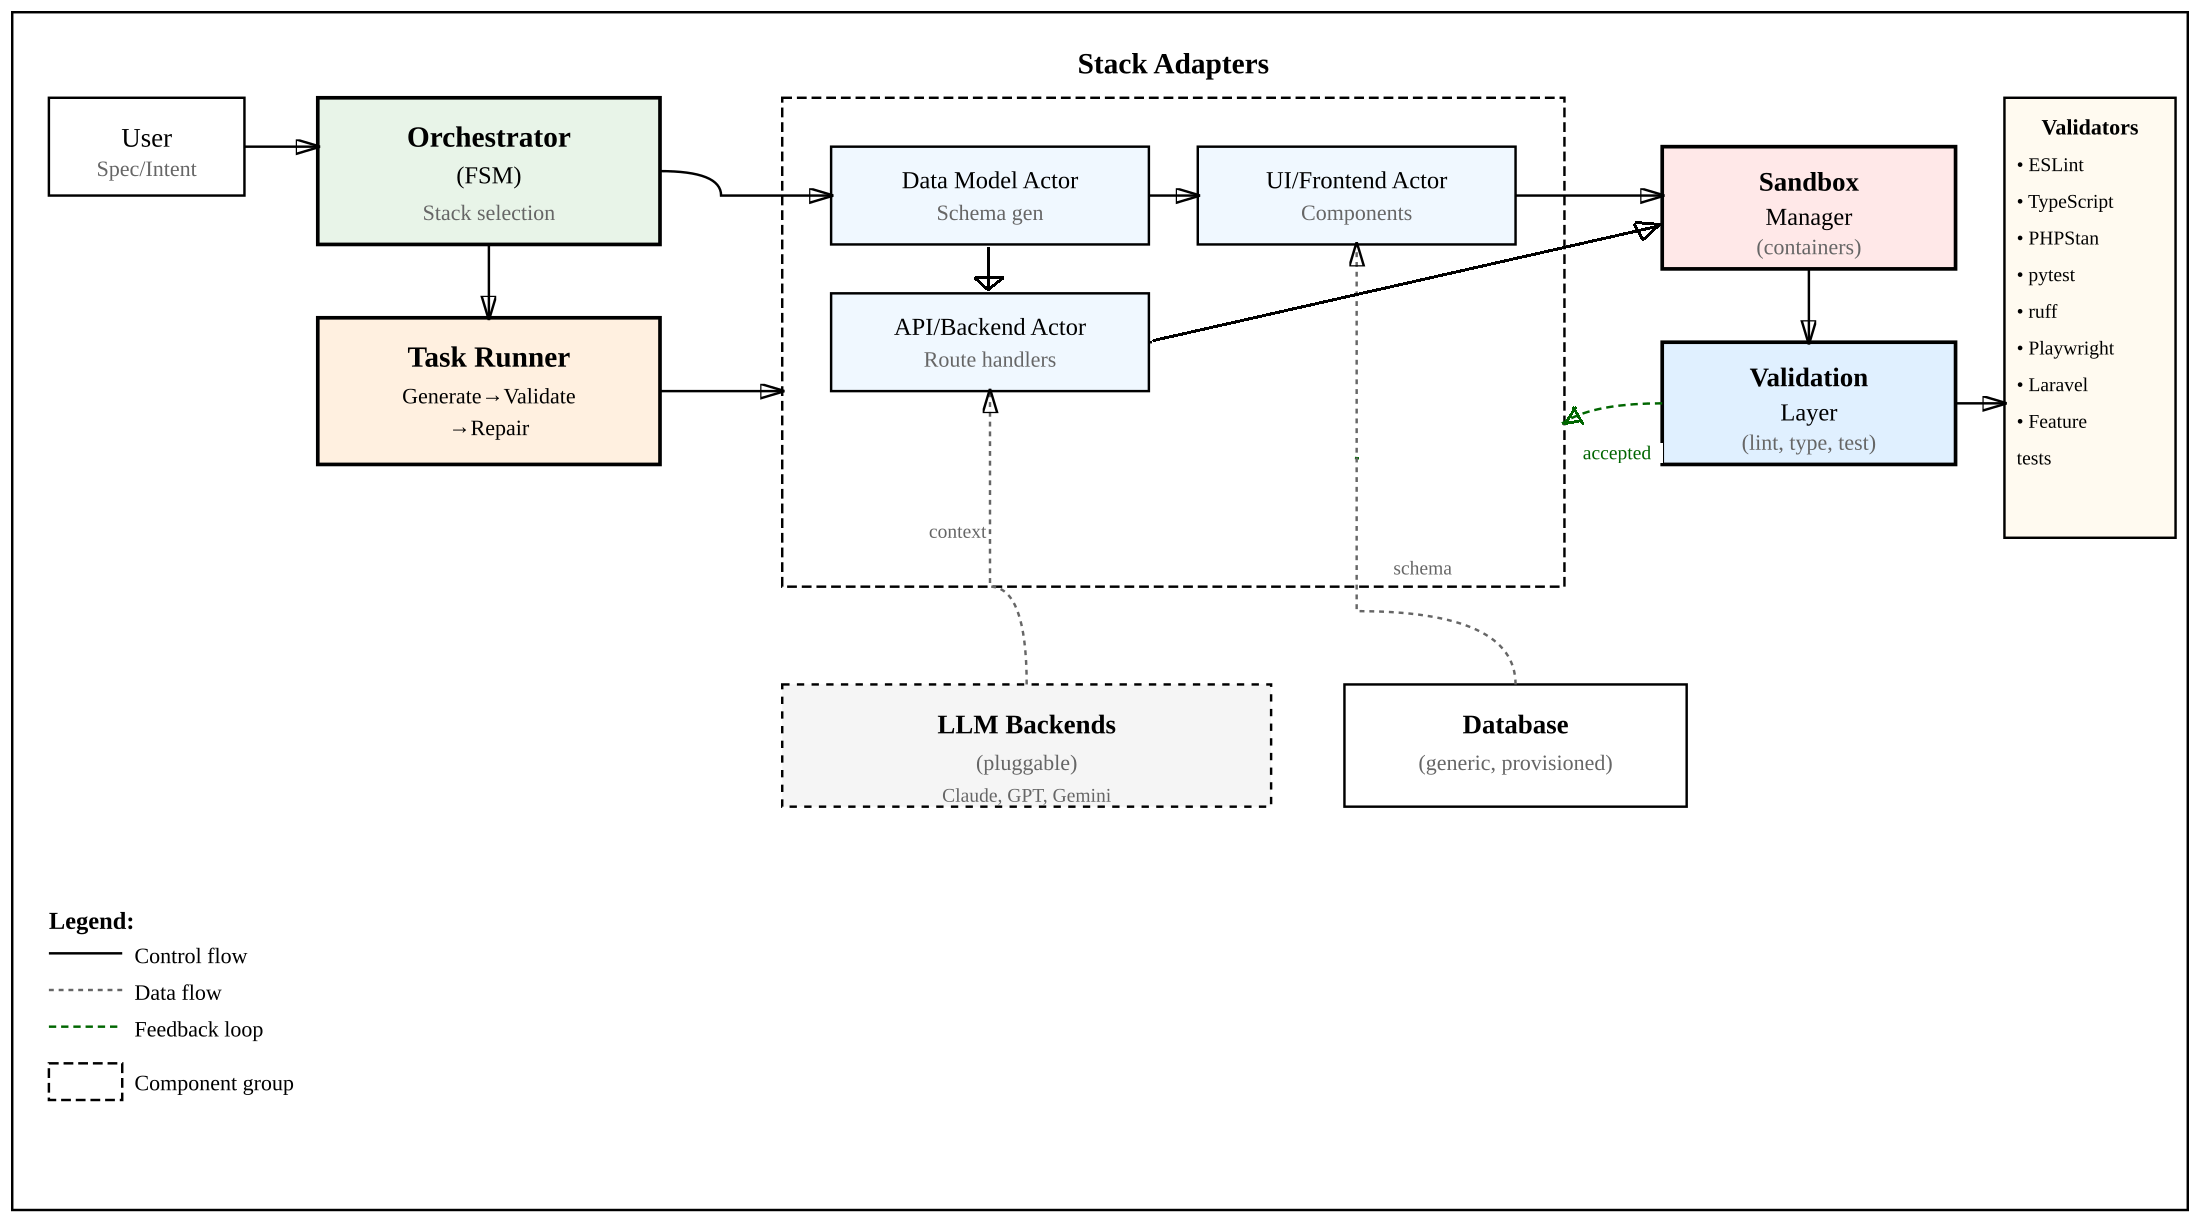 Stack Adapters
User
Spec/Intent
Orchestrator
(FSM)
Stack selection
Task Runner
Generate→Validate
→Repair
Data Model Actor
Schema gen
UI/Frontend Actor
Components
API/Backend Actor
Route handlers
context
schema
Sandbox
Manager
(containers)
Validation
Layer
(lint, type, test)
accepted
Validators
• ESLint
• TypeScript
• PHPStan
• pytest
• ruff
• Playwright
• Laravel
• Feature
tests
LLM Backends
(pluggable)
Claude, GPT, Gemini
Database
(generic, provisioned)
Legend:
Control flow
Data flow
Feedback loop
Component group